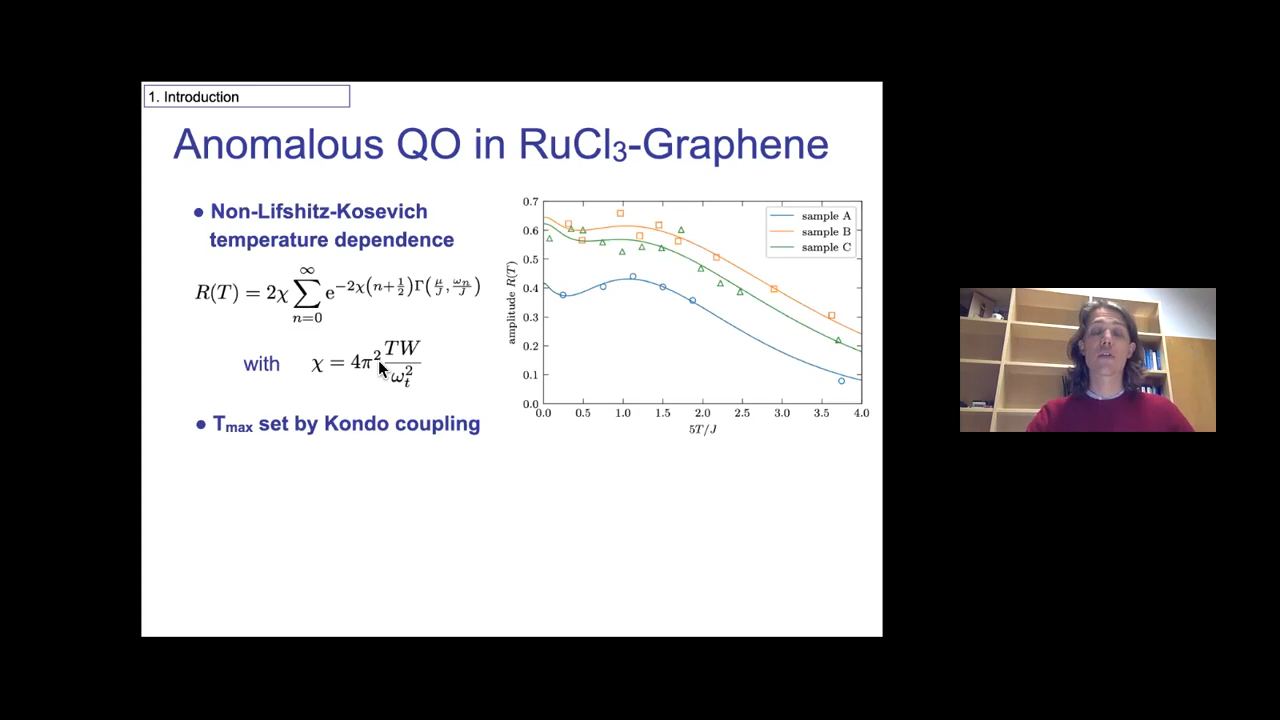 1. Introduction
Anomalous QO in RuCl₃-Graphene
● Non-Lifshitz-Kosevich
temperature dependence
R(T) = 2χ ∑_{n=0}^{∞} e^{−2χ(n+½)Γ(μ/J, ω_n/J)}
with χ = 4π² TW/ω_t²
● T_max set by Kondo coupling
0.7
0.6
0.5
0.4
0.3
0.2
0.1
0.0
amplitude R(T)
sample A
sample B
sample C
0.0 0.5 1.0 1.5 2.0 2.5 3.0 3.5 4.0
5T/J